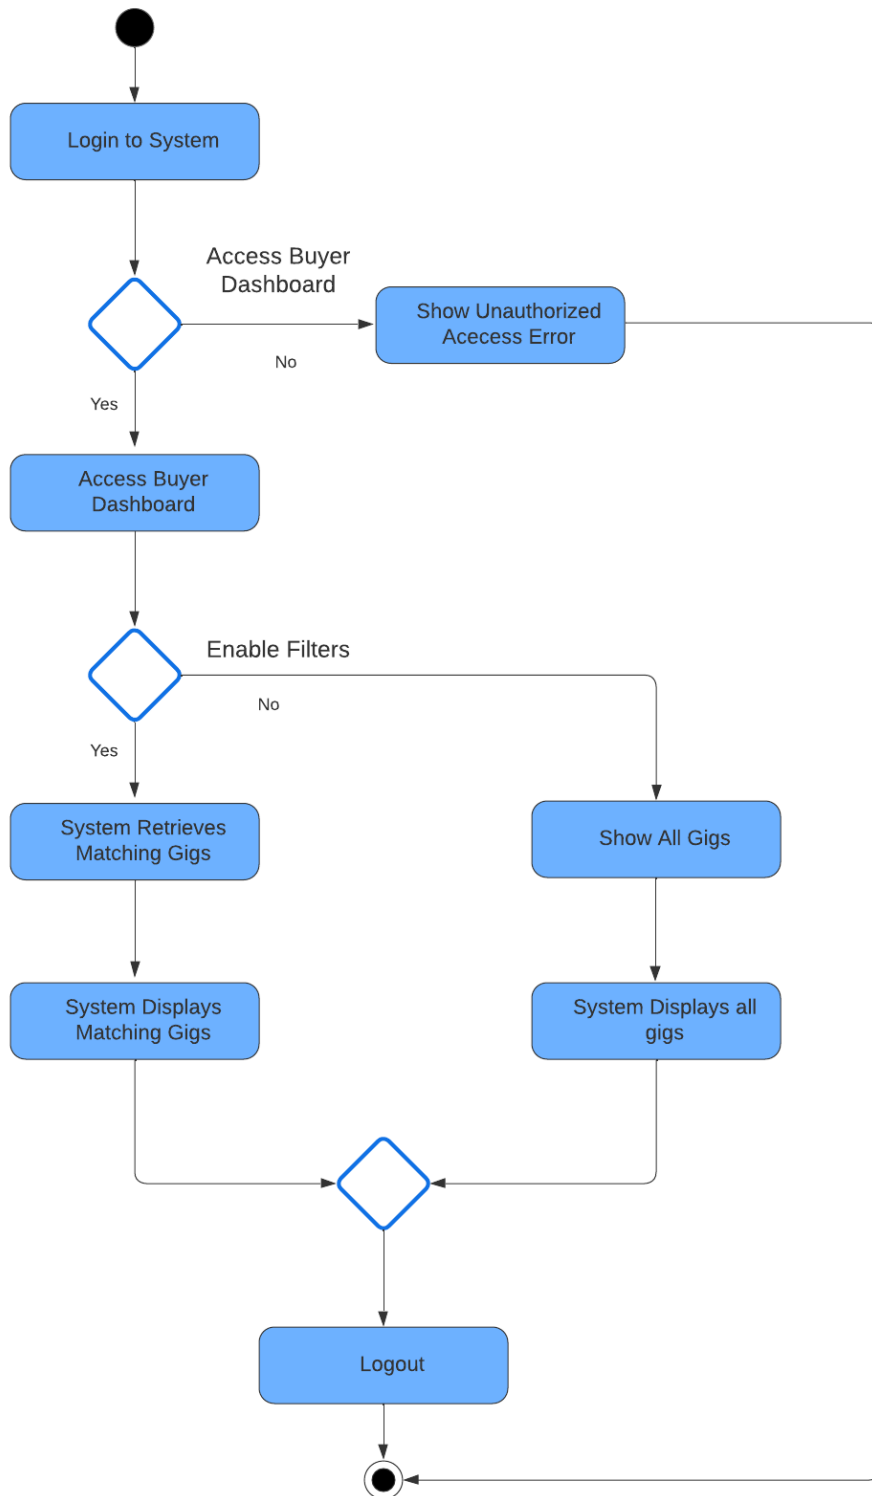 Login to System
Access Buyer
Dashboard
Show Unauthorized
Acecess Error
No
Yes
Access Buyer
Dashboard
Enable Filters
No
Yes
System Retrieves
Matching Gigs
Show All Gigs
System Displays
Matching Gigs
System Displays all
gigs
Logout